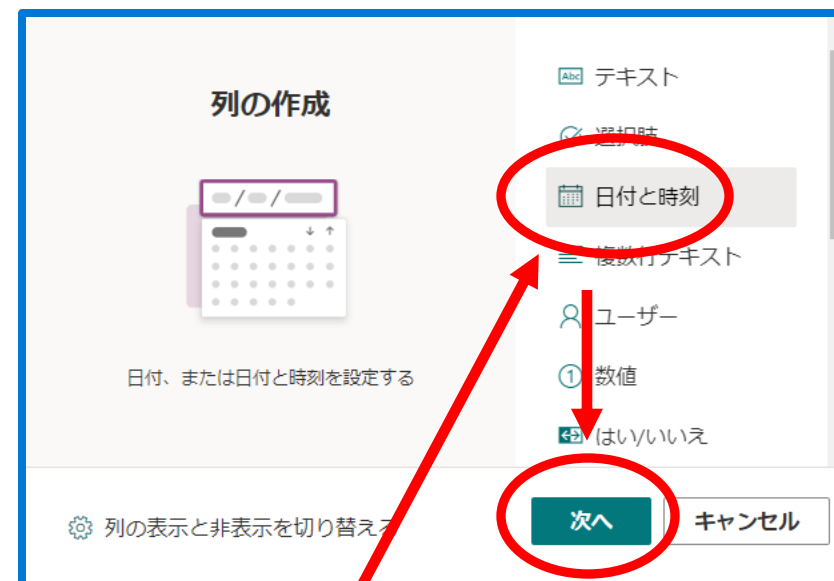 列の作成
日付、または日付と時刻を設定する
Abc テキスト
選択肢
日付と時刻
複数行テキスト
ユーザー
1 数値
はい/いいえ
列の表示と非表示を切り替える
次へ
キャンセル